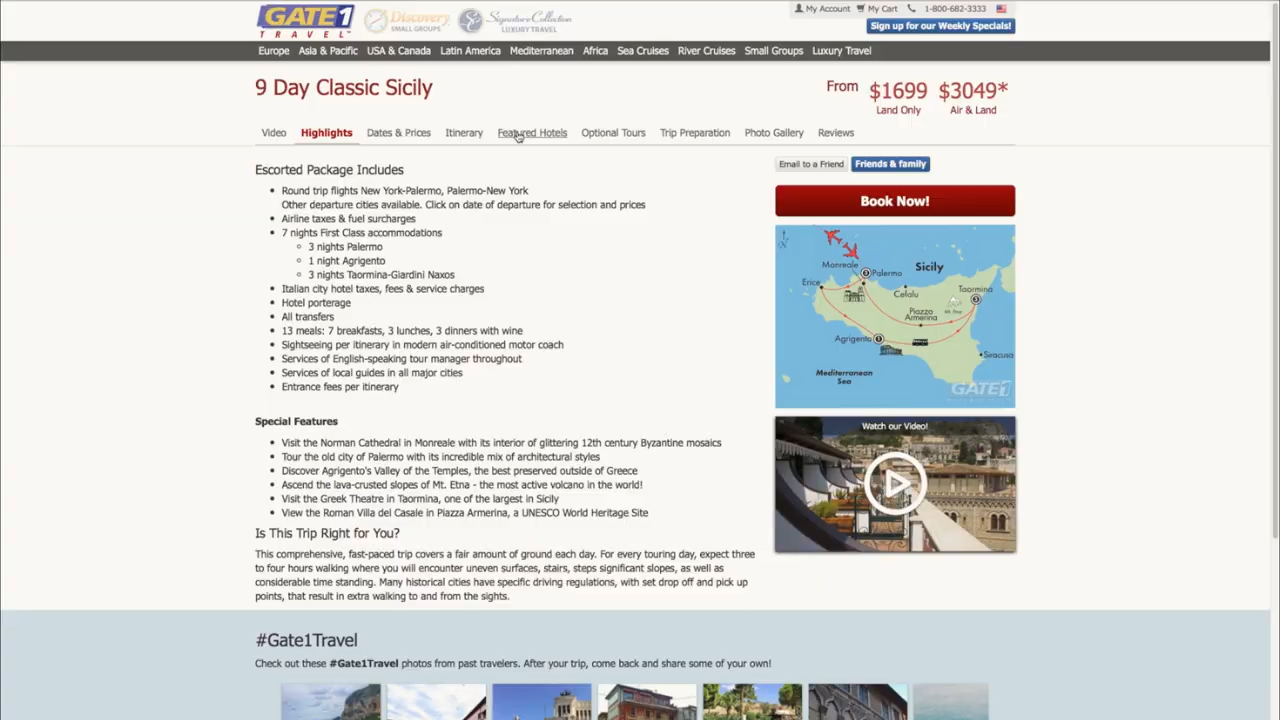 GATE 1
TRAVEL
Discovery
SMALL GROUPS
Signature Collection
LUXURY TRAVEL
My Account
My Cart
1-800-682-3333
Sign up for our Weekly Specials!
Europe
Asia & Pacific
USA & Canada
Latin America
Mediterranean
Africa
Sea Cruises
River Cruises
Small Groups
Luxury Travel
9 Day Classic Sicily
From $1699 $3049*
Land Only Air & Land
Video
Highlights
Dates & Prices
Itinerary
Featured Hotels
Optional Tours
Trip Preparation
Photo Gallery
Reviews
Escorted Package Includes
Round trip flights New York-Palermo, Palermo-New York
Other departure cities available. Click on date of departure for selection and prices
Airline taxes & fuel surcharges
7 nights First Class accommodations
3 nights Palermo
1 night Agrigento
3 nights Taormina-Giardini Naxos
Italian city hotel taxes, fees & service charges
Hotel porterage
All transfers
13 meals: 7 breakfasts, 3 lunches, 3 dinners with wine
Sightseeing per itinerary in modern air-conditioned motor coach
Services of English-speaking tour manager throughout
Services of local guides in all major cities
Entrance fees per itinerary
Special Features
Visit the Norman Cathedral in Monreale with its interior of glittering 12th century Byzantine mosaics
Tour the old city of Palermo with its incredible mix of architectural styles
Discover Agrigento's Valley of the Temples, the best preserved outside of Greece
Ascend the lava-crusted slopes of Mt. Etna - the most active volcano in the world!
Visit the Greek Theatre in Taormina, one of the largest in Sicily
View the Roman Villa del Casale in Piazza Armerina, a UNESCO World Heritage Site
Is This Trip Right for You?
This comprehensive, fast-paced trip covers a fair amount of ground each day. For every touring day, expect three
to four hours walking where you will encounter uneven surfaces, stairs, steps significant slopes, as well as
considerable time standing. Many historical cities have specific driving regulations, with set drop off and pick up
points, that result in extra walking to and from the sights.
Email to a Friend
Friends & family
Book Now!
N
Monreale
3
Palermo
Sicily
Erice
Cefalu
Taormina
3
Mt. Etna
Piazza
Armerina
Agrigento
1
Siracusa
Mediterranean
Sea
GATE 1
Watch our Video!
#Gate1Travel
Check out these #Gate1Travel photos from past travelers. After your trip, come back and share some of your own!